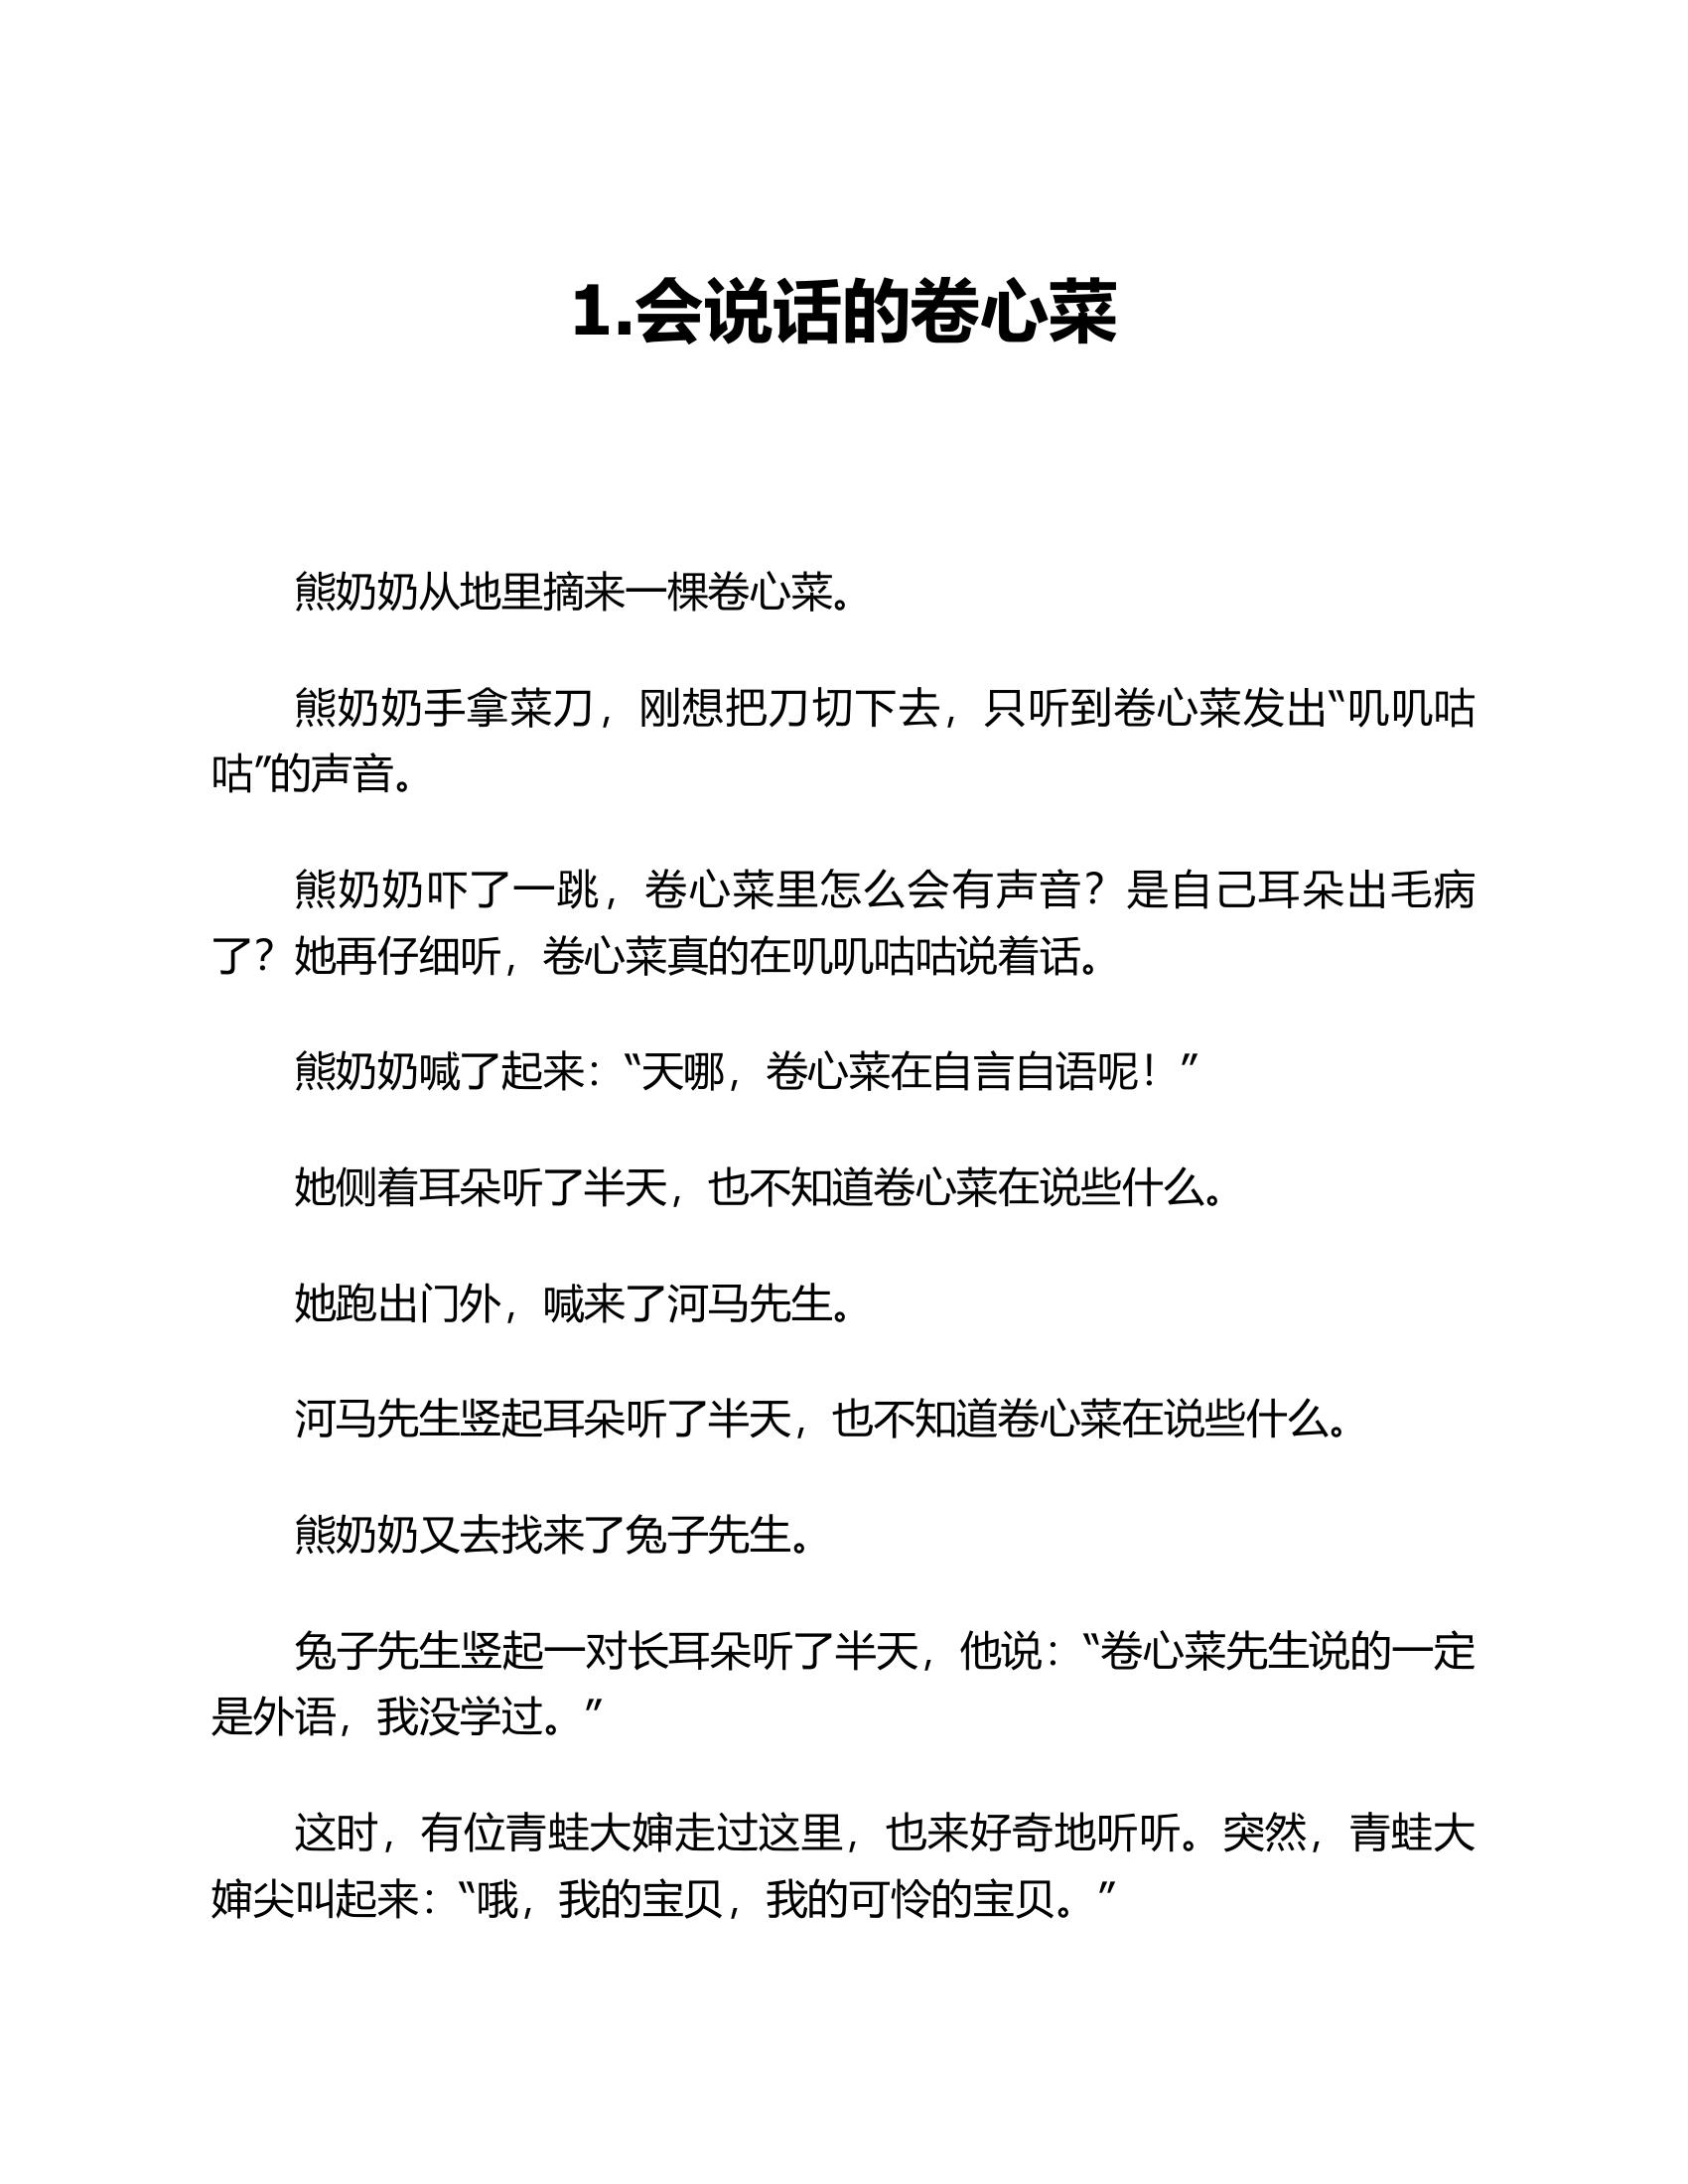 1.会说话的卷心菜
熊奶奶从地里摘来一棵卷心菜。
熊奶奶手拿菜刀，刚想把刀切下去，只听到卷心菜发出“叽叽咕
咕”的声音。
熊奶奶吓了一跳，卷心菜里怎么会有声音？是自己耳朵出毛病
了？她再仔细听，卷心菜真的在叽叽咕咕说着话。
熊奶奶喊了起来：“天哪，卷心菜在自言自语呢！”
她侧着耳朵听了半天，也不知道卷心菜在说些什么。
她跑出门外，喊来了河马先生。
河马先生竖起耳朵听了半天，也不知道卷心菜在说些什么。
熊奶奶又去找来了兔子先生。
兔子先生竖起一对长耳朵听了半天，他说：“卷心菜先生说的一定
是外语，我没学过。”
这时，有位青蛙大婶走过这里，也来好奇地听听。突然，青蛙大
婶尖叫起来：“哦，我的宝贝，我的可怜的宝贝。”